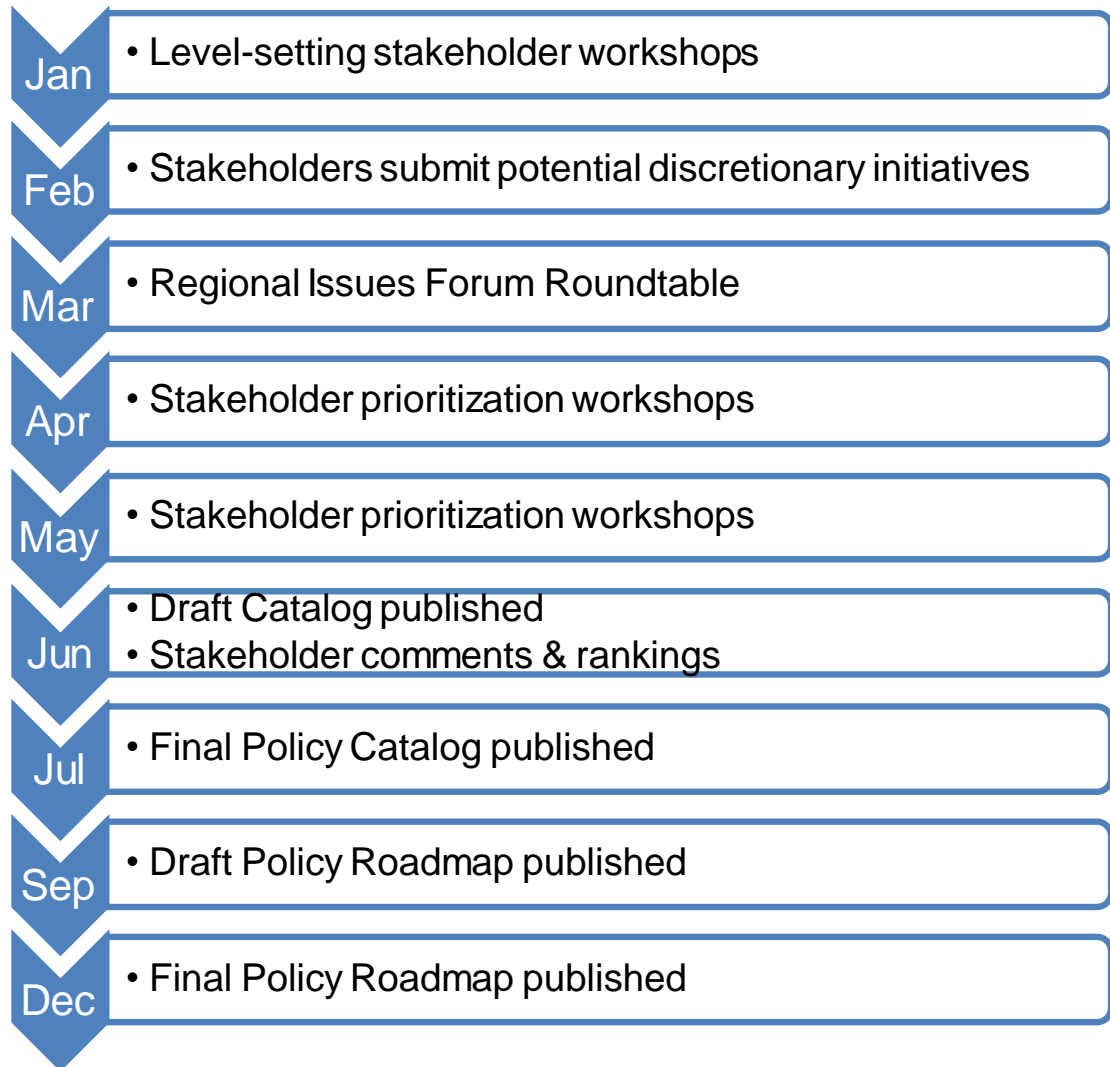 Jan
• Level-setting stakeholder workshops
Feb
• Stakeholders submit potential discretionary initiatives
Mar
• Regional Issues Forum Roundtable
Apr
• Stakeholder prioritization workshops
May
• Stakeholder prioritization workshops
Jun
• Draft Catalog published
• Stakeholder comments & rankings
Jul
• Final Policy Catalog published
Sep
• Draft Policy Roadmap published
Dec
• Final Policy Roadmap published